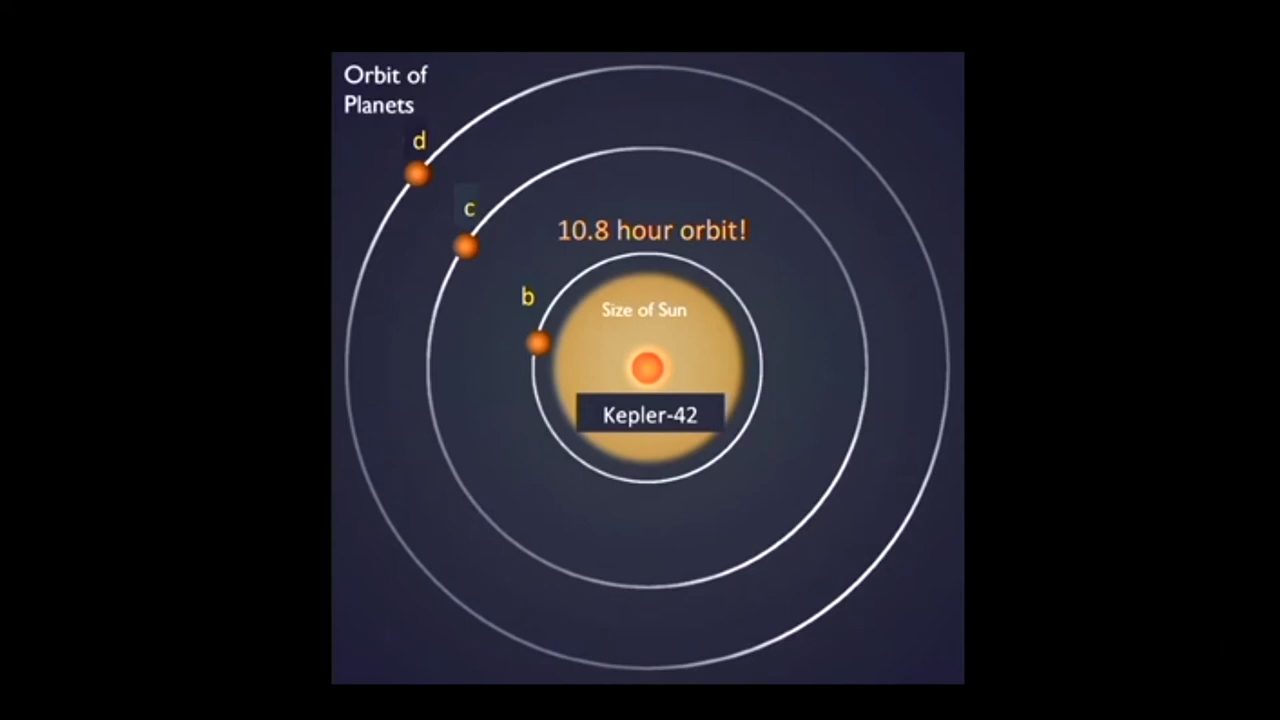 Orbit of
Planets
d
c
10.8 hour orbit!
b
Size of Sun
Kepler-42